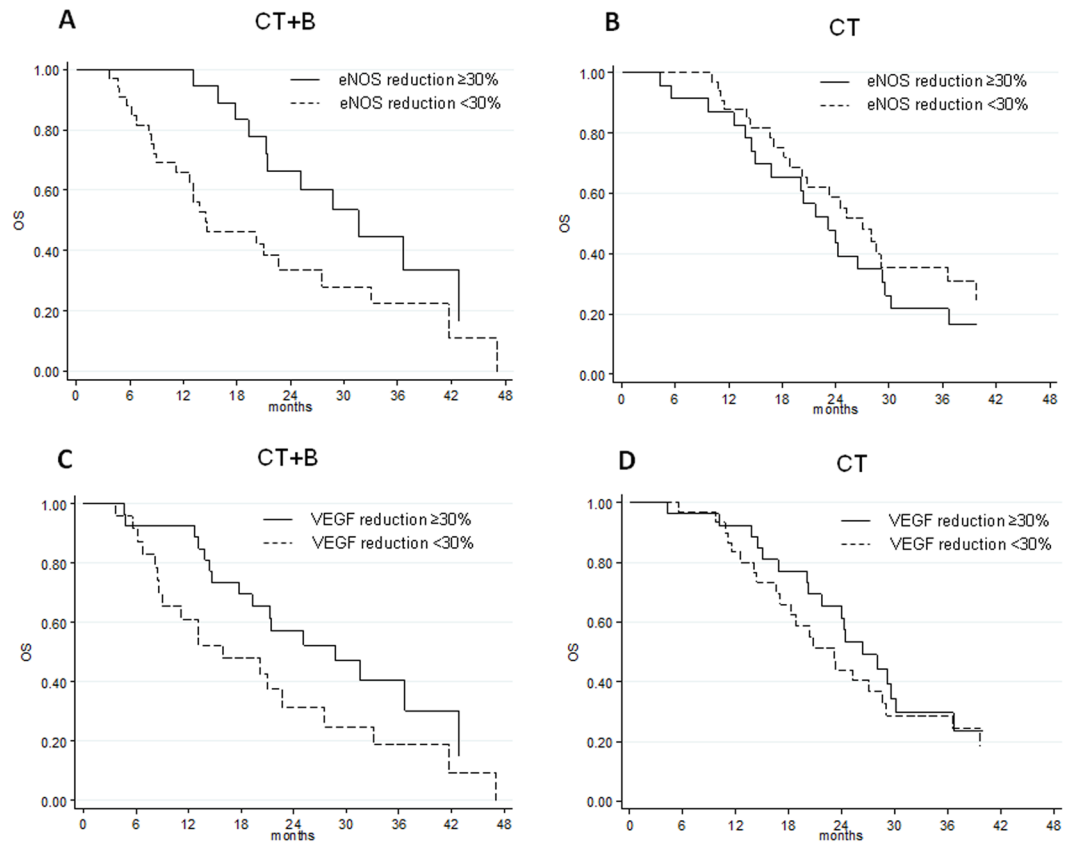 A
CT+B
eNOS reduction ≥30%
eNOS reduction <30%
OS
1.00
0.80
0.60
0.40
0.20
0.00
0 6 12 18 24 30 36 42 48
months
B
CT
eNOS reduction ≥30%
eNOS reduction <30%
OS
1.00
0.80
0.60
0.40
0.20
0.00
0 6 12 18 24 30 36 42 48
months
C
CT+B
VEGF reduction ≥30%
VEGF reduction <30%
OS
1.00
0.80
0.60
0.40
0.20
0.00
0 6 12 18 24 30 36 42 48
months
D
CT
VEGF reduction ≥30%
VEGF reduction <30%
OS
1.00
0.80
0.60
0.40
0.20
0.00
0 6 12 18 24 30 36 42 48
months